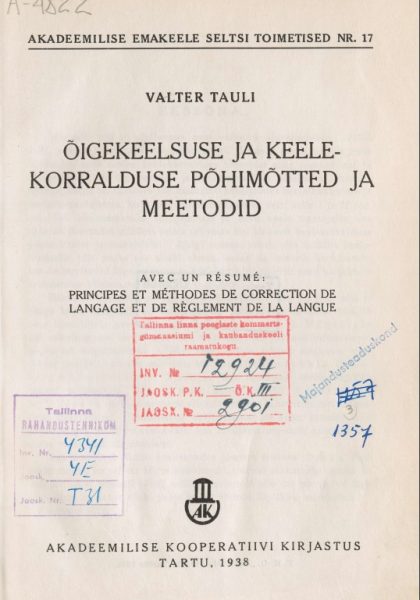 A-4822
AKADEEMILISE EMAKEELE SELTSI TOIMETISED NR. 17
VALTER TAULI
ÕIGEKEELSUSE JA KEELE-
KORRALDUSE PÕHIMÕTTED JA
MEETODID
AVEC UN RÉSUMÉ:
PRINCIPES ET MÉTHODES DE CORRECTION DE
LANGAGE ET DE RÈGLEMENT DE LA LANGUE
Tallinna linna poeglaste kommerts-
gümnaasiumi ja kaubanduskooli
raamatukogu.
INV. № 12924
JAOSK. P.K. Õ.K. III
JAOSK. № 2901
Majandusteaduskond
3
1357
Tallinna
RAHANDUSTEHNIKUM
Inv. Nr. 4341
Jaosk. 4E
Jaosk. Nr. T31
AK
AKADEEMILISE KOOPERATIIVI KIRJASTUS
TARTU, 1938